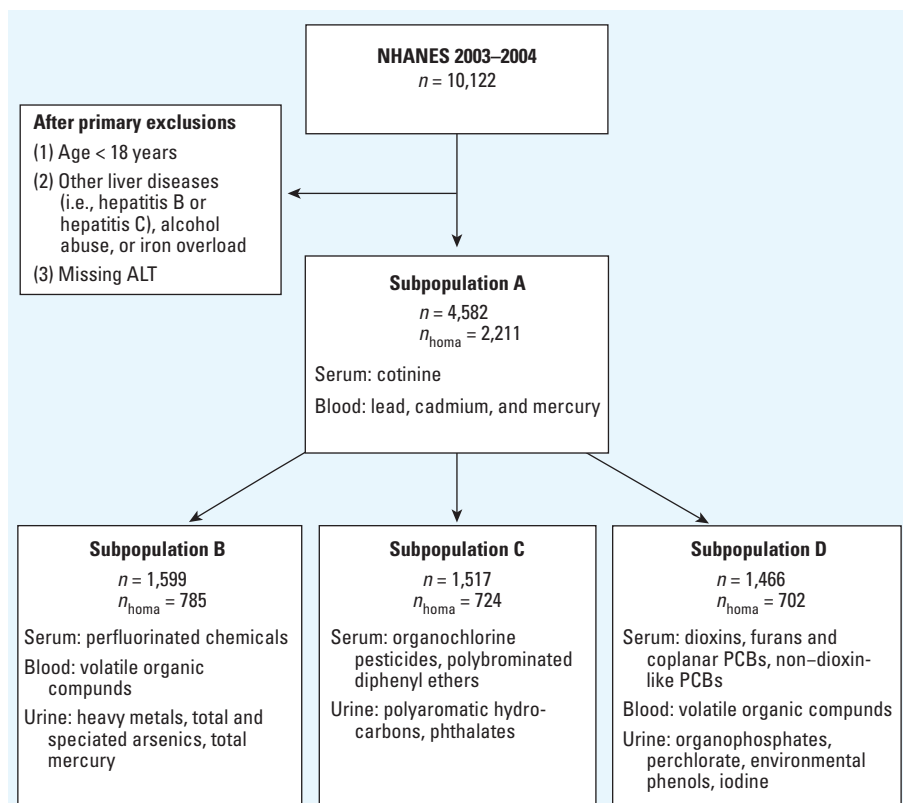 NHANES 2003–2004
n = 10,122
After primary exclusions
(1) Age < 18 years
(2) Other liver diseases
(i.e., hepatitis B or
hepatitis C), alcohol
abuse, or iron overload
(3) Missing ALT
Subpopulation A
n = 4,582
nhoma = 2,211
Serum: cotinine
Blood: lead, cadmium, and mercury
Subpopulation B
n = 1,599
nhoma = 785
Serum: perfluorinated chemicals
Blood: volatile organic
compunds
Urine: heavy metals, total and
speciated arsenics, total
mercury
Subpopulation C
n = 1,517
nhoma = 724
Serum: organochlorine
pesticides, polybrominated
diphenyl ethers
Urine: polyaromatic hydro-
carbons, phthalates
Subpopulation D
n = 1,466
nhoma = 702
Serum: dioxins, furans and
coplanar PCBs, non–dioxin-
like PCBs
Blood: volatile organic compunds
Urine: organophosphates,
perchlorate, environmental
phenols, iodine